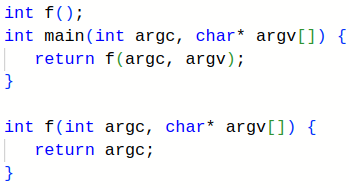 int f();
int main(int argc, char* argv[]) {
   return f(argc, argv);
}

int f(int argc, char* argv[]) {
   return argc;
}